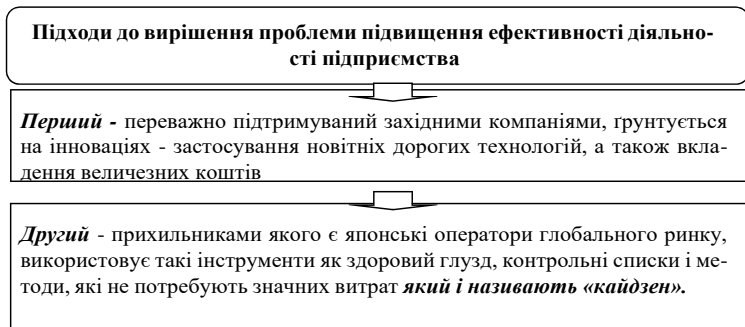 Підходи до вирішення проблеми підвищення ефективності діяльно-
сті підприємства
Перший - переважно підтримуваний західними компаніями, ґрунтується
на інноваціях - застосування новітніх дорогих технологій, а також вкла-
дення величезних коштів
Другий - прихильниками якого є японські оператори глобального ринку,
використовує такі інструменти як здоровий глузд, контрольні списки і ме-
тоди, які не потребують значних витрат який і називають «кайдзен».